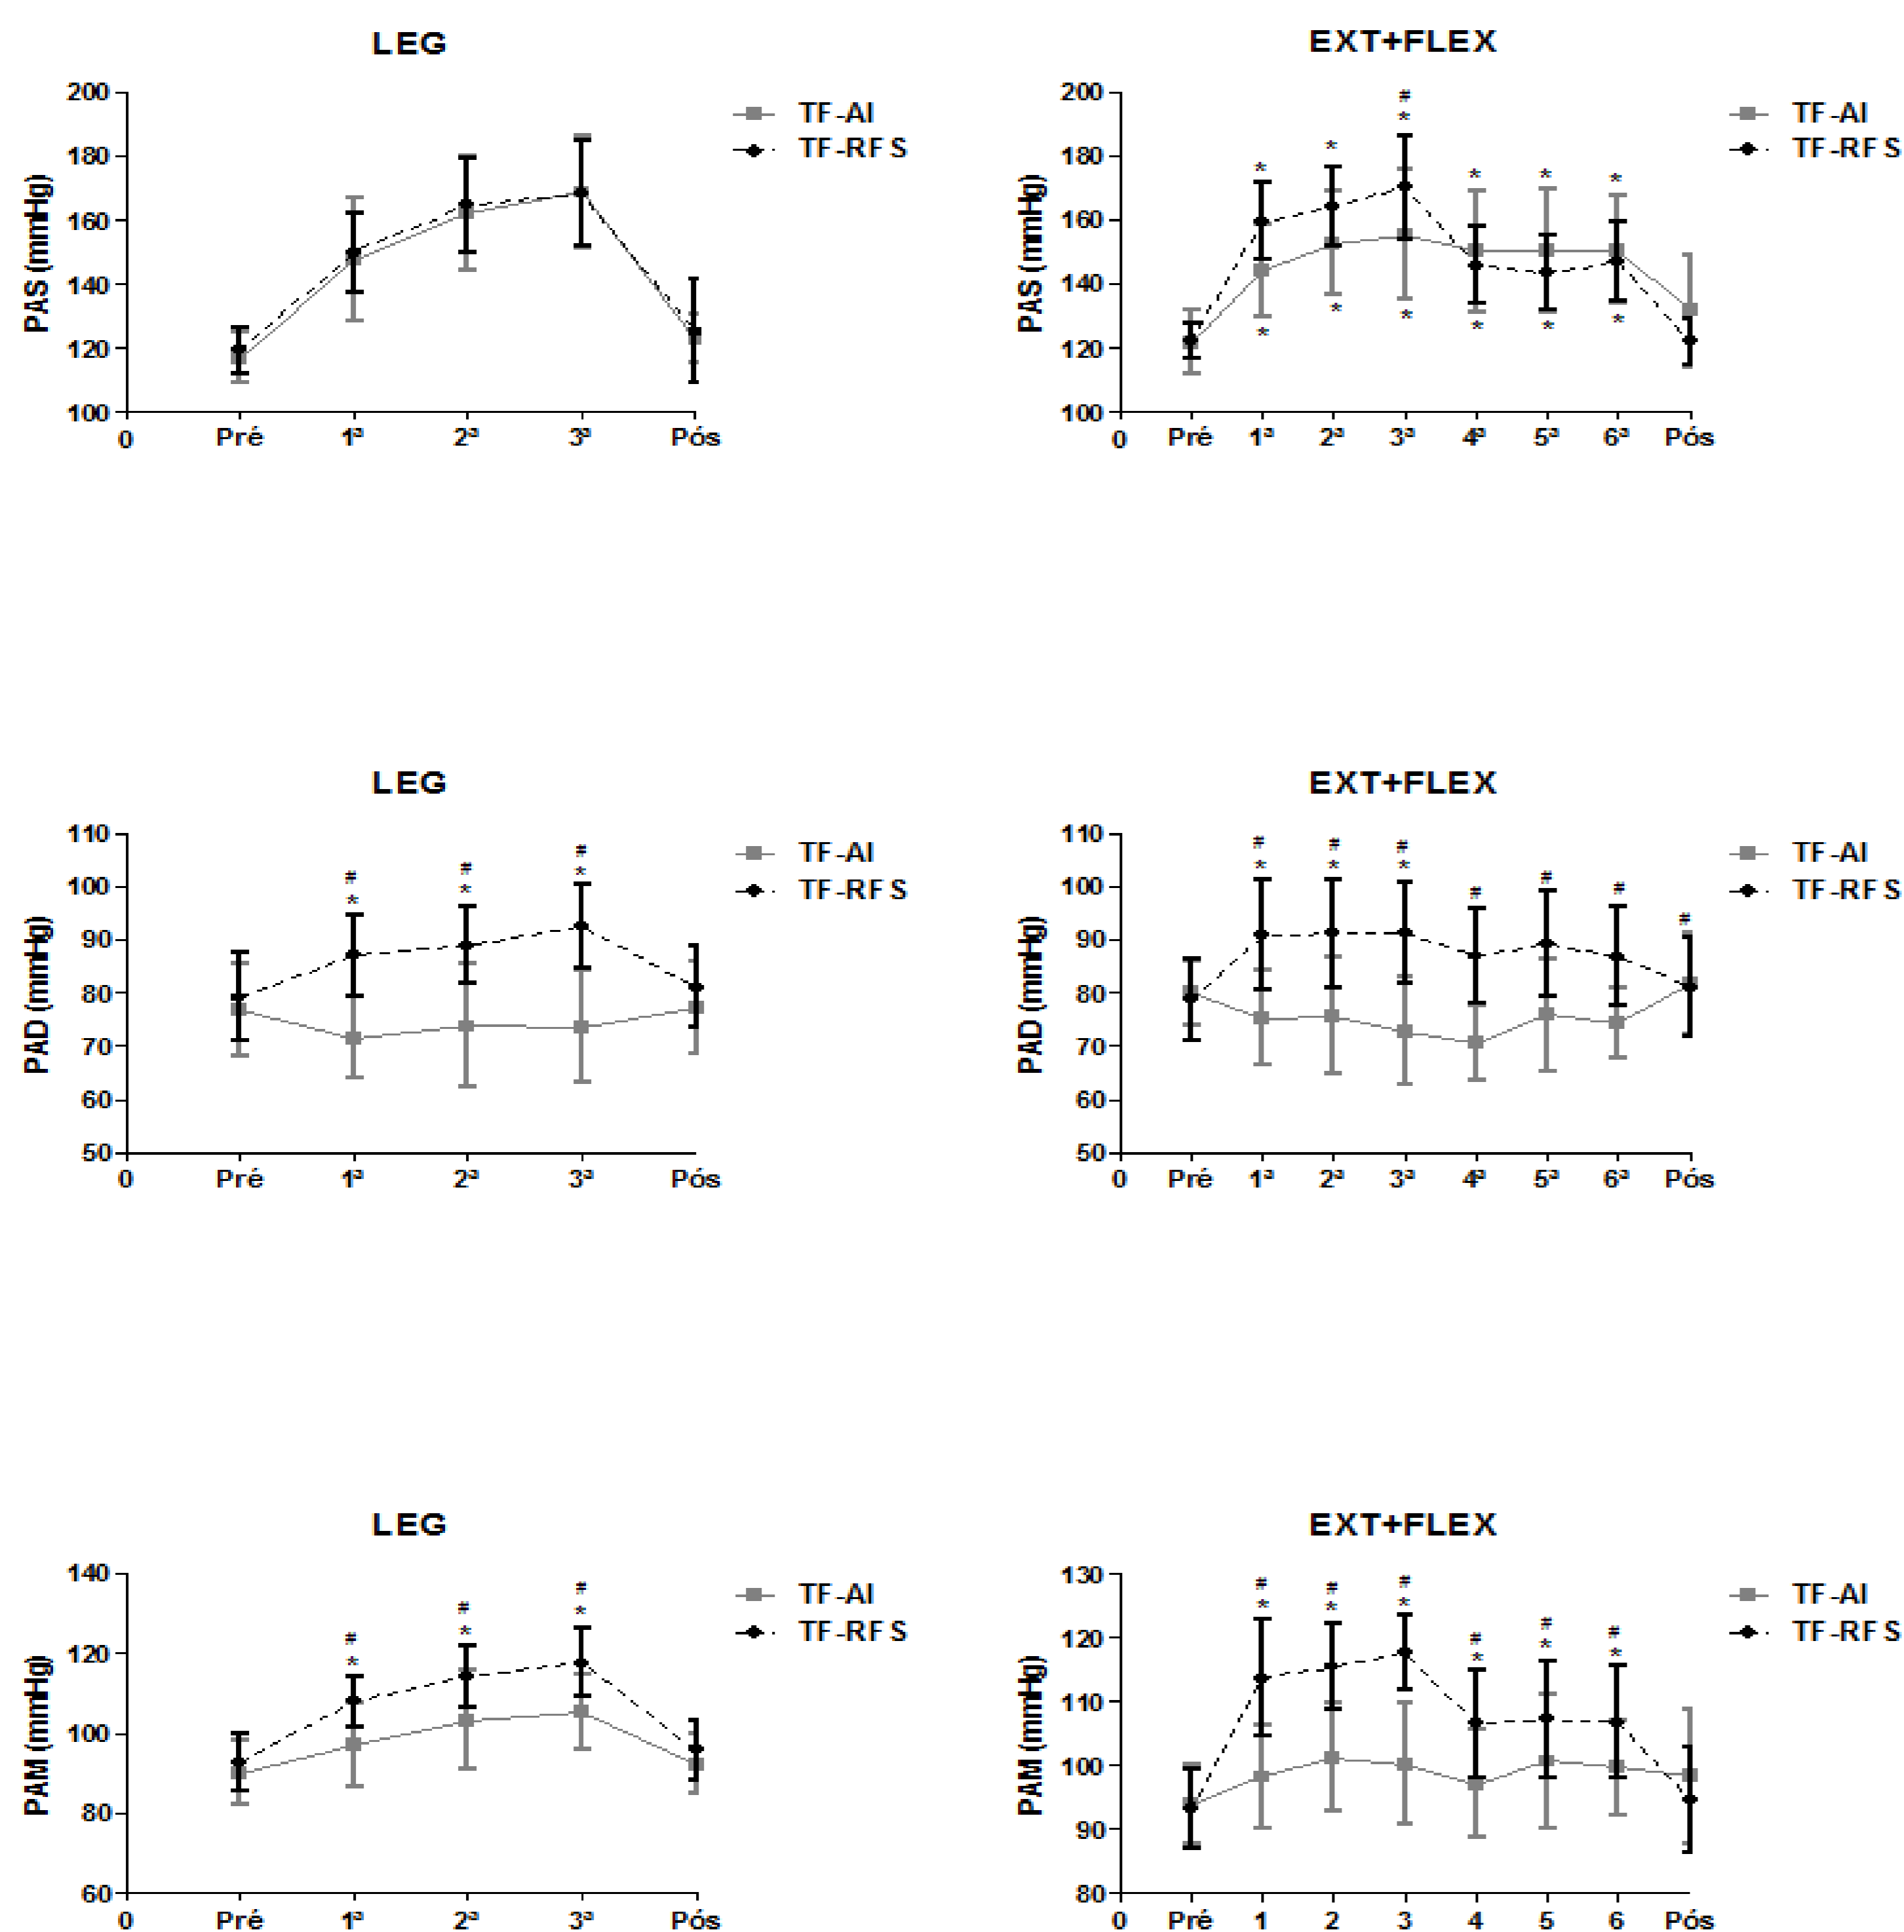 LEG
PAS (mmHg)
200
180
160
140
120
100
0 Pré 1ª 2ª 3ª Pós
TF-AI
TF-RFS
EXT+FLEX
PAS (mmHg)
200
180
160
140
120
100
0 Pré 1ª 2ª 3ª 4ª 5ª 6ª Pós
#
* * * * * *
* * * * * *
TF-AI
TF-RFS
LEG
PAD (mmHg)
110
100
90
80
70
60
50
0 Pré 1ª 2ª 3ª Pós
# # #
* * *
TF-AI
TF-RFS
EXT+FLEX
PAD (mmHg)
110
100
90
80
70
60
50
0 Pré 1ª 2ª 3ª 4ª 5ª 6ª Pós
# # # # # # #
* * *
TF-AI
TF-RFS
LEG
PAM (mmHg)
140
120
100
80
60
0 Pré 1ª 2ª 3ª Pós
# # #
* * *
TF-AI
TF-RFS
EXT+FLEX
PAM (mmHg)
130
120
110
100
90
80
0 Pré 1 2 3 4 5 6 Pós
# # # # # #
* * * * * *
TF-AI
TF-RFS